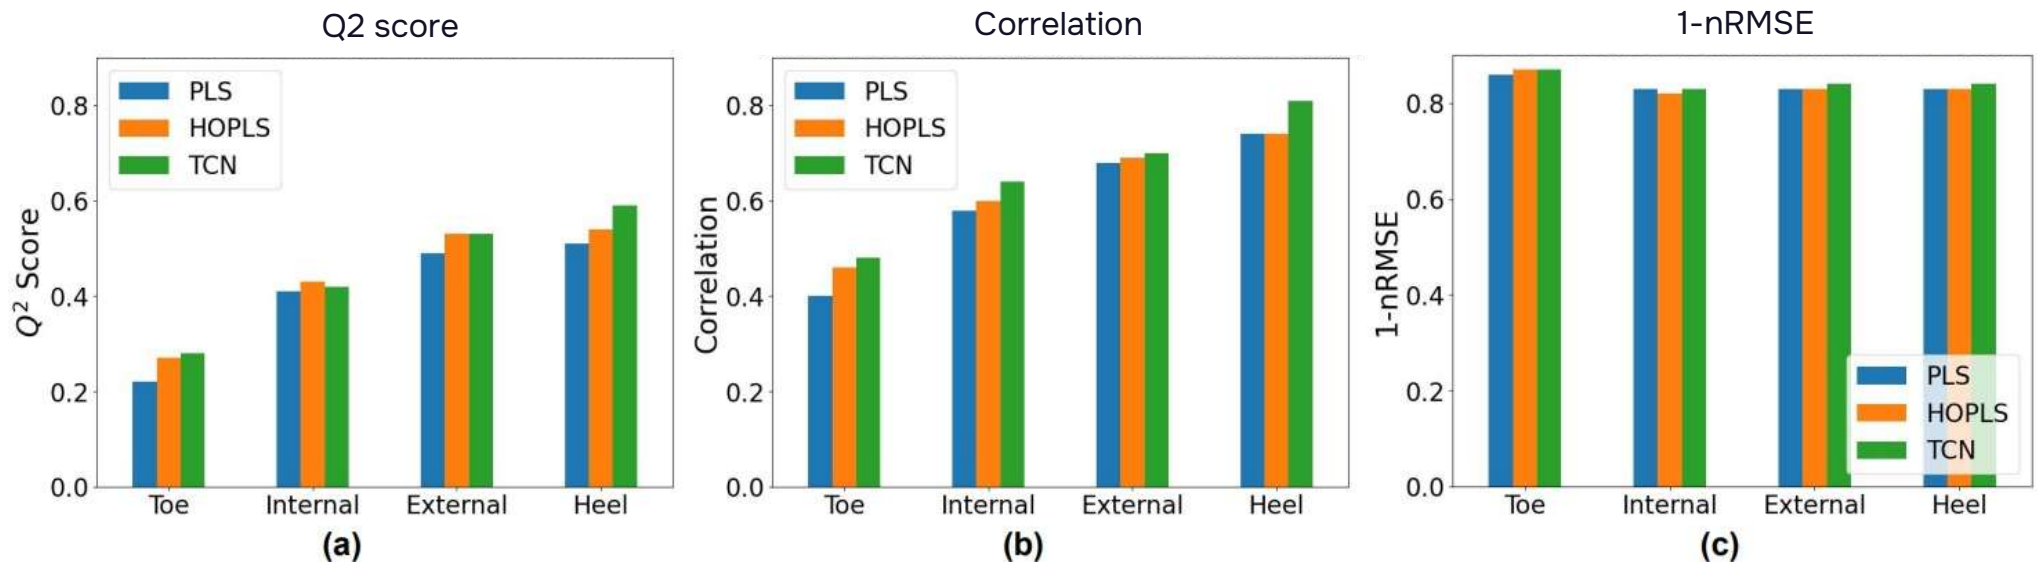 Q2 score
Q² Score
0.8
0.6
0.4
0.2
0.0
PLS
HOPLS
TCN
Toe
Internal
External
Heel
(a)
Correlation
Correlation
0.8
0.6
0.4
0.2
0.0
PLS
HOPLS
TCN
Toe
Internal
External
Heel
(b)
1-nRMSE
1-nRMSE
0.8
0.6
0.4
0.2
0.0
PLS
HOPLS
TCN
Toe
Internal
External
Heel
(c)